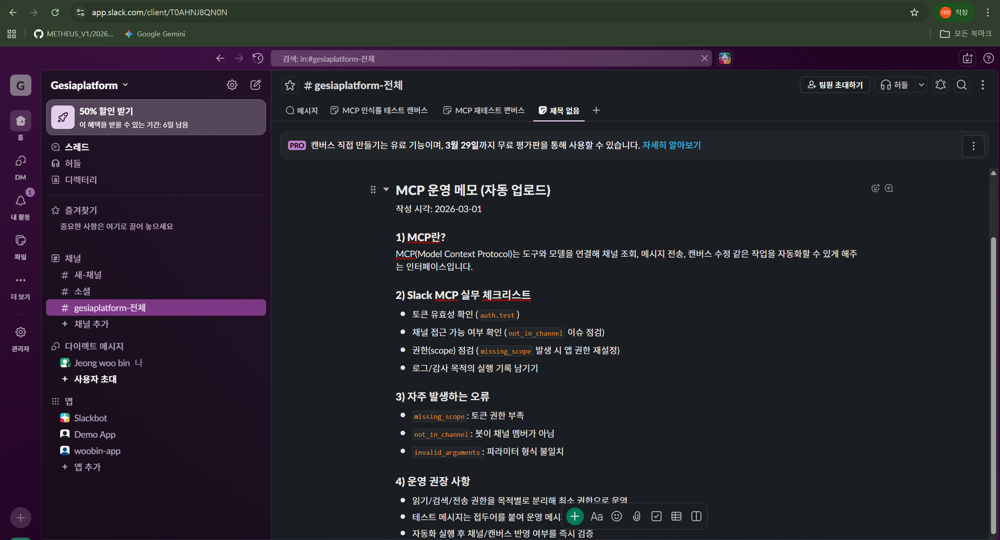 app.slack.com/client/T0AHNJ8QN0N
대현 직장
METHEUS_V1/2026...
Google Gemini
모든 북마크
검색: in:#gesiaplatform-전체
G
Gesiaplatform
50% 할인 받기
이 혜택을 받을 수 있는 기간: 6일 남음
홈
DM
1
내 활동
파일
더 보기
관리자
스레드
허들
디렉터리
즐겨찾기
중요한 사항은 여기로 끌어 놓으세요
채널
# 새-채널
# 소셜
# gesiaplatform-전체
+ 채널 추가
다이렉트 메시지
Jeong woo bin 나
+ 사용자 초대
앱
Slackbot
Demo App
woobin-app
+ 앱 추가
# gesiaplatform-전체
팀원 초대하기
허들
메시지
MCP 인식률 테스트 캔버스
MCP 재테스트 캔버스
제목 없음
PRO 캔버스 직접 만들기는 유료 기능이며, 3월 29일까지 무료 평가판을 통해 사용할 수 있습니다. 자세히 알아보기
MCP 운영 메모 (자동 업로드)
작성 시각: 2026-03-01
1) MCP란?
MCP(Model Context Protocol)는 도구와 모델을 연결해 채널 조회, 메시지 전송, 캔버스 수정 같은 작업을 자동화할 수 있게 해주
는 인터페이스입니다.
2) Slack MCP 실무 체크리스트
● 토큰 유효성 확인 (auth.test)
● 채널 접근 가능 여부 확인 (not_in_channel 이슈 점검)
● 권한(scope) 점검 (missing_scope 발생 시 앱 권한 재설정)
● 로그/감사 목적의 실행 기록 남기기
3) 자주 발생하는 오류
● missing_scope: 토큰 권한 부족
● not_in_channel: 봇이 채널 멤버가 아님
● invalid_arguments: 파라미터 형식 불일치
4) 운영 권장 사항
● 읽기/검색/전송 권한을 목적별로 분리해 최소 권한으로 운영
● 테스트 메시지는 접두어를 붙여 운영 메시
● 자동화 실행 후 채널/캔버스 반영 여부를 즉시 검증
Aa